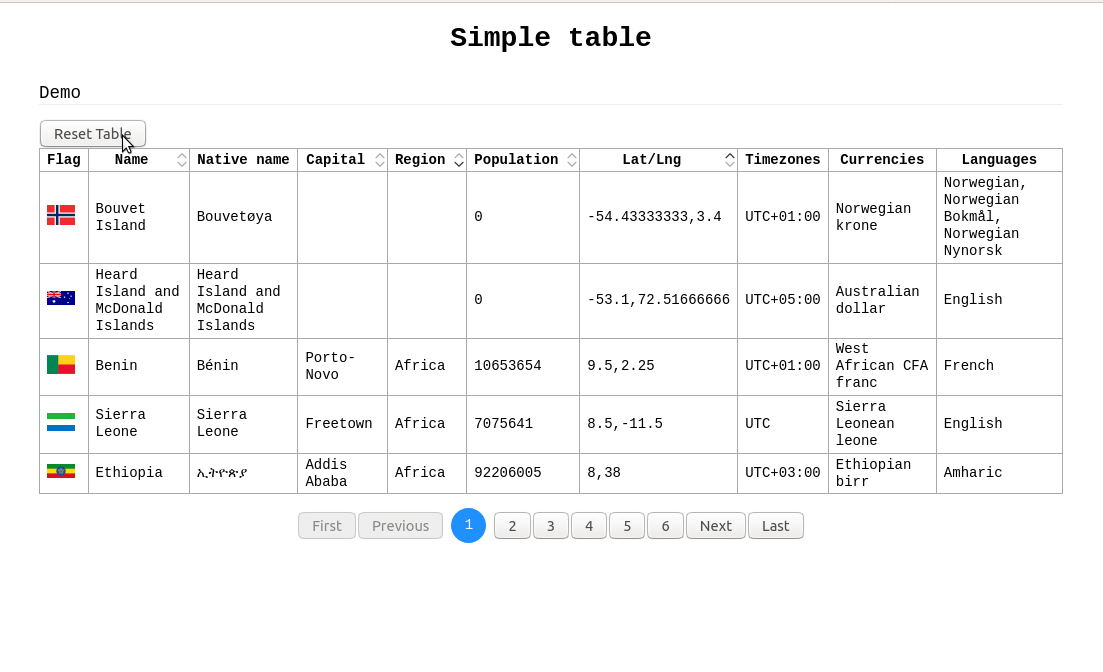 Simple table
Demo
Reset Table
Flag Name Native name Capital Region Population Lat/Lng Timezones Currencies Languages
Bouvet Island Bouvetøya 0 -54.43333333,3.4 UTC+01:00 Norwegian krone Norwegian, Norwegian Bokmål, Norwegian Nynorsk
Heard Island and McDonald Islands Heard Island and McDonald Islands 0 -53.1,72.51666666 UTC+05:00 Australian dollar English
Benin Bénin Porto-Novo Africa 10653654 9.5,2.25 UTC+01:00 West African CFA franc French
Sierra Leone Sierra Leone Freetown Africa 7075641 8.5,-11.5 UTC Sierra Leonean leone English
Ethiopia ኢትዮጵያ Addis Ababa Africa 92206005 8,38 UTC+03:00 Ethiopian birr Amharic
First Previous 1 2 3 4 5 6 Next Last